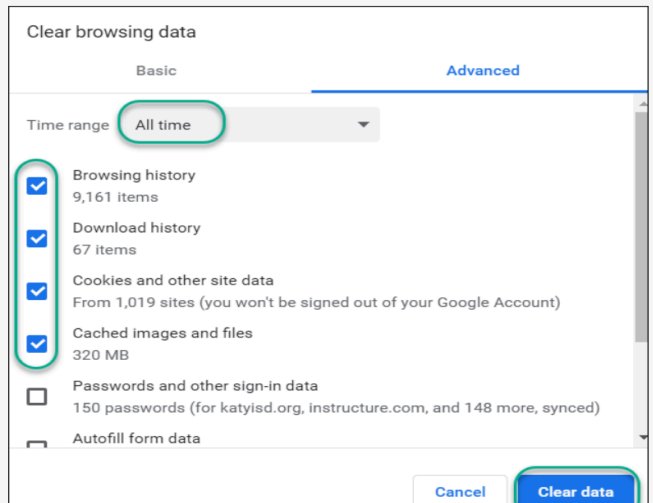 Clear browsing data
Basic
Advanced
Time range
All time
Browsing history
9,161 items
Download history
67 items
Cookies and other site data
From 1,019 sites (you won't be signed out of your Google Account)
Cached images and files
320 MB
Passwords and other sign-in data
150 passwords (for katyisd.org, instructure.com, and 148 more, synced)
Autofill form data
Cancel
Clear data